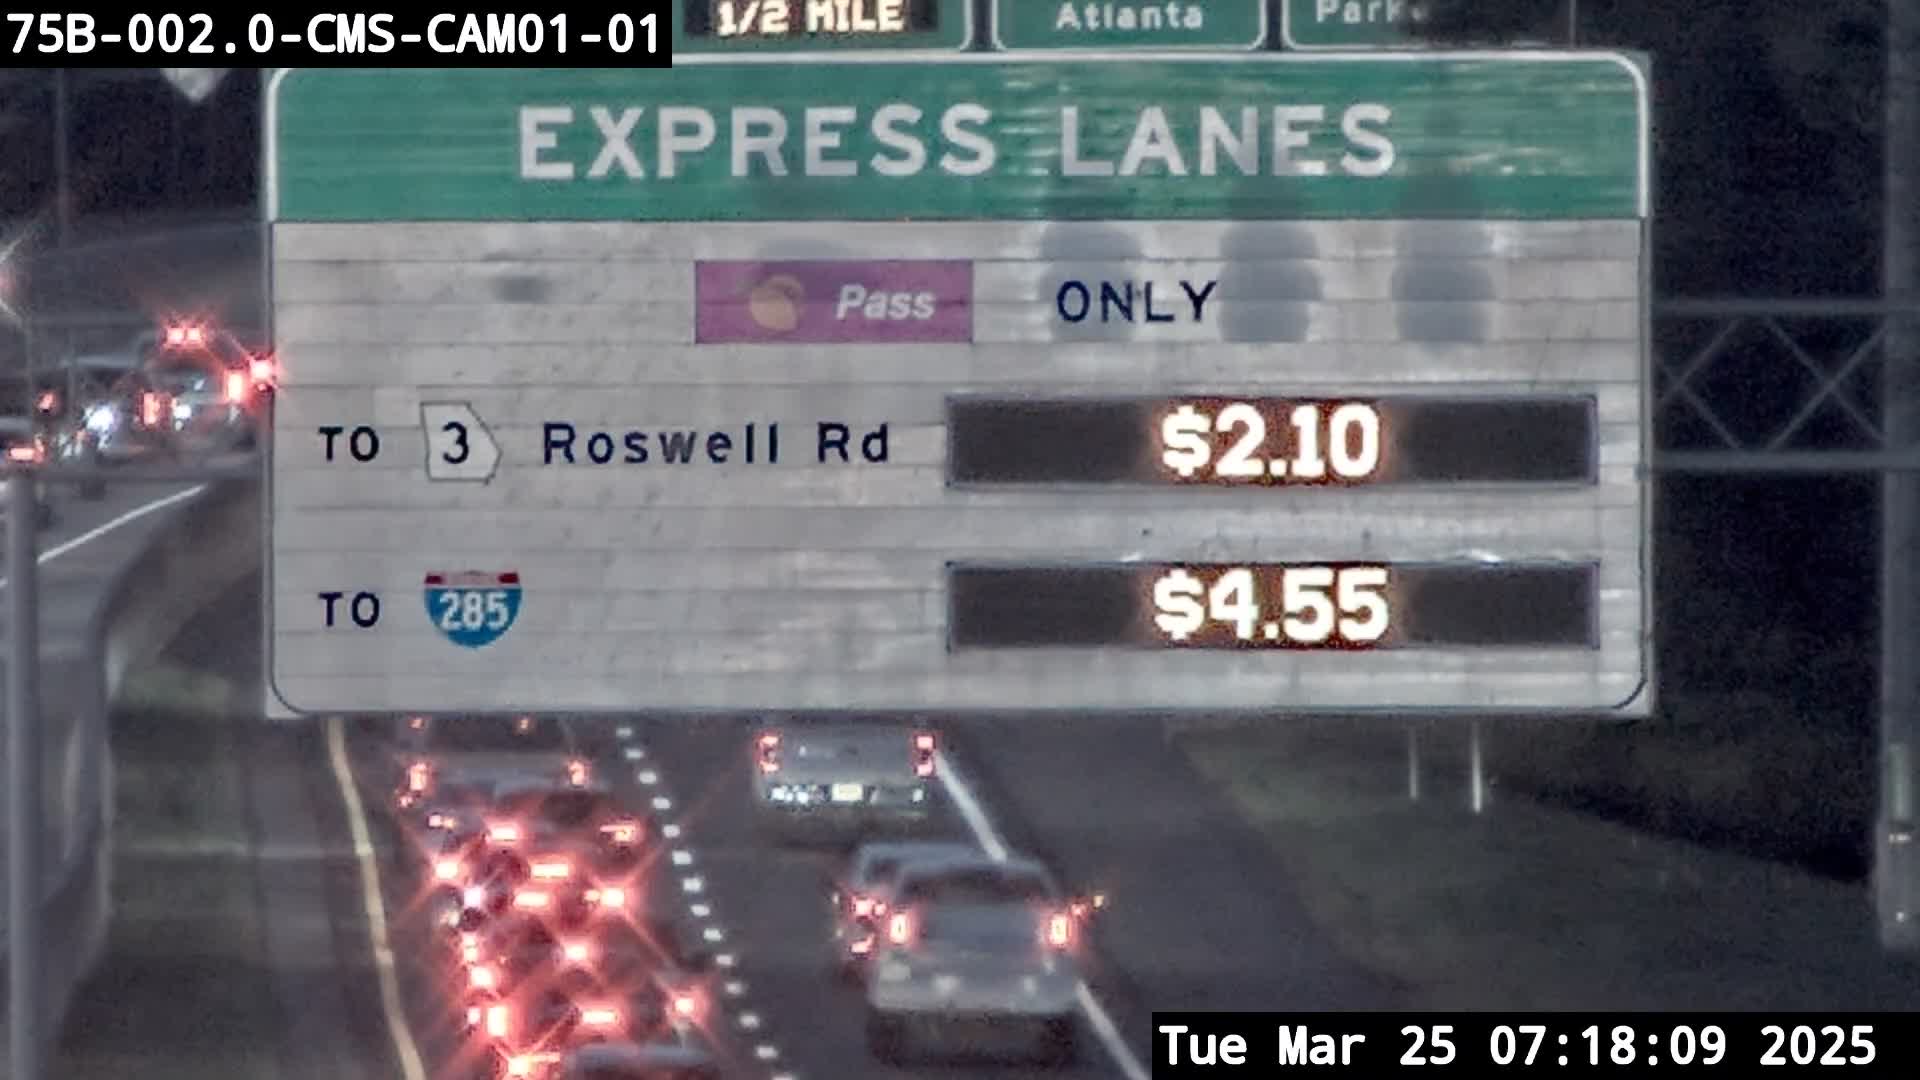 75B-002.0-CMS-CAM01-01
1/2 MILE
Atlanta
EXPRESS LANES
Pass ONLY
TO 3 Roswell Rd $2.10
TO 285 $4.55
Tue Mar 25 07:18:09 2025